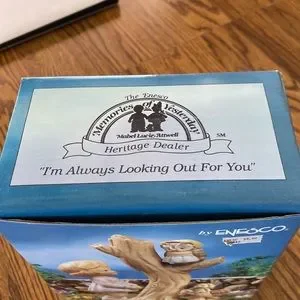 The Enesco
Memories of Yesterday
Mabel Lucie Attwell
SM
Heritage Dealer
"I'm Always Looking Out For You"
by ENESCO